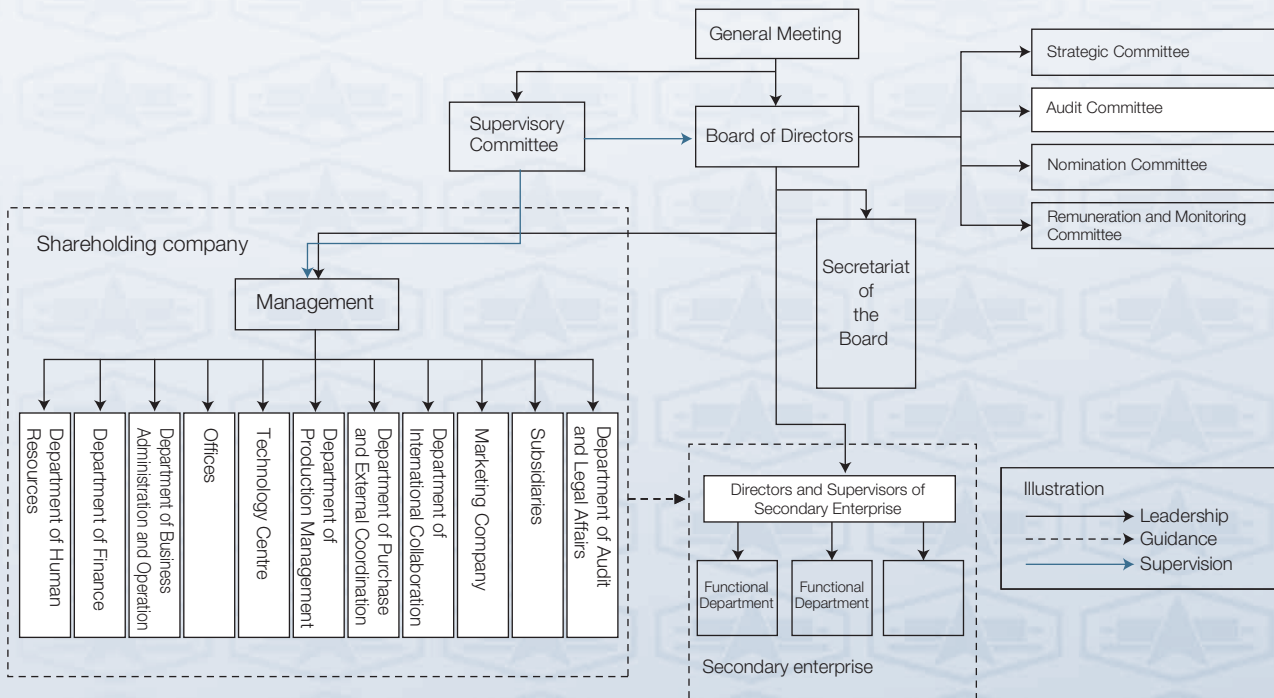 General Meeting
Strategic Committee
Supervisory
Committee
Board of Directors
Audit Committee
Nomination Committee
Remuneration and Monitoring
Committee
Shareholding company
Management
Secretariat
of
the
Board
Department of Human
Resources
Department of Finance
Department of Business
Administration and Operation
Offices
Technology Centre
Department of
Production Management
Department of Purchase
and External Coordination
Department of
International Collaboration
Marketing Company
Subsidiaries
Department of Audit
and Legal Affairs
Directors and Supervisors of
Secondary Enterprise
Functional
Department
Functional
Department
Secondary enterprise
Illustration
Leadership
Guidance
Supervision